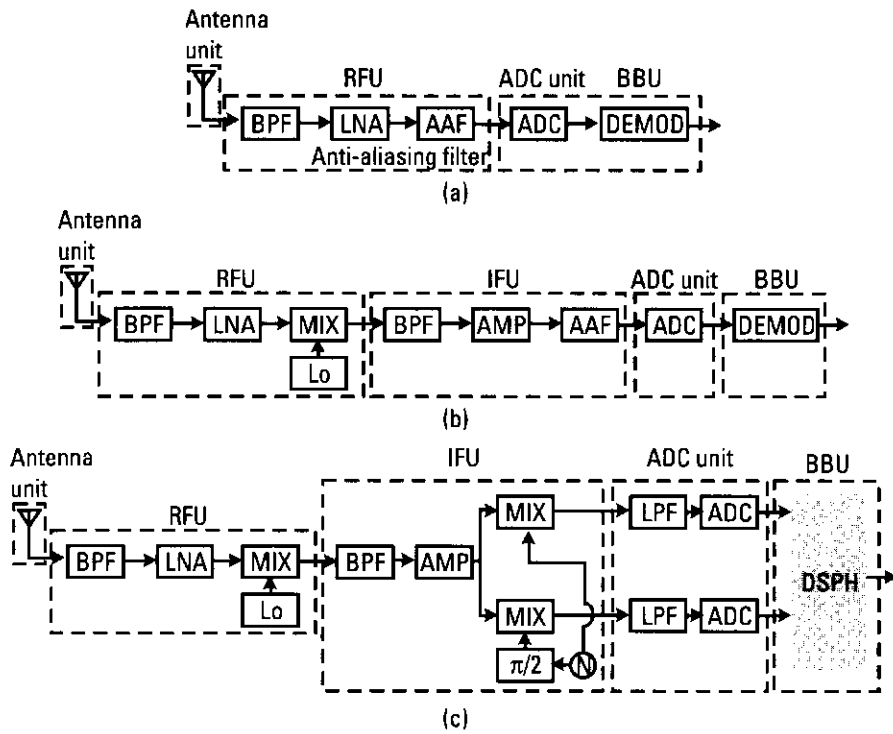 Antenna
unit
RFU
ADC unit
BBU
BPF
LNA
AAF
ADC
DEMOD
Anti-aliasing filter
(a)
Antenna
unit
RFU
IFU
ADC unit
BBU
BPF
LNA
MIX
BPF
AMP
AAF
ADC
DEMOD
Lo
(b)
Antenna
unit
RFU
IFU
ADC unit
BBU
MIX
LPF
ADC
BPF
LNA
MIX
BPF
AMP
DSPH
Lo
MIX
LPF
ADC
π/2
N
(c)